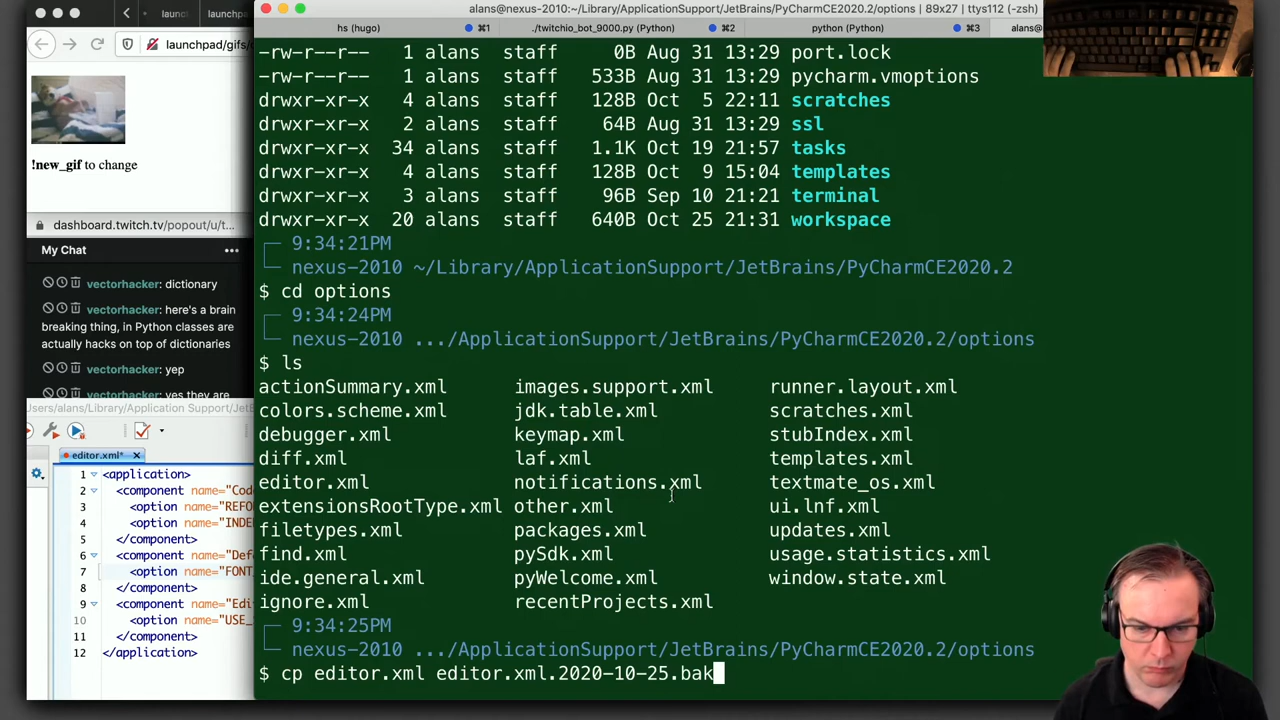 alans@nexus-2010:~/Library/ApplicationSupport/JetBrains/PyCharmCE2020.2/options | 89x27 | ttys112 (-zsh)
launc
launchpad
hs (hugo) ⌘1
./twitchio_bot_9000.py (Python) ⌘2
python (Python) ⌘3
alans@
launchpad/gifs/
!new_gif to change
dashboard.twitch.tv/popout/u/t...
My Chat
vectorhacker: dictionary
vectorhacker: here's a brain
breaking thing, in Python classes are
actually hacks on top of dictionaries
vectorhacker: yep
vectorhacker: yes they are
Users/alans/Library/Application Support/JetB
editor.xml*
1 <application>
2 <component name="Cod
3 <option name="REFO
4 <option name="INDE
5 </component>
6 <component name="Def
7 <option name="FONT
8 </component>
9 <component name="Edi
10 <option name="USE_
11 </component>
12 </application>
-rw-r--r-- 1 alans staff 0B Aug 31 13:29 port.lock
-rw-r--r-- 1 alans staff 533B Aug 31 13:29 pycharm.vmoptions
drwxr-xr-x 4 alans staff 128B Oct 5 22:11 scratches
drwxr-xr-x 2 alans staff 64B Aug 31 13:29 ssl
drwxr-xr-x 34 alans staff 1.1K Oct 19 21:57 tasks
drwxr-xr-x 4 alans staff 128B Oct 9 15:04 templates
drwxr-xr-x 3 alans staff 96B Sep 10 21:21 terminal
drwxr-xr-x 20 alans staff 640B Oct 25 21:31 workspace
9:34:21PM
nexus-2010 ~/Library/ApplicationSupport/JetBrains/PyCharmCE2020.2
$ cd options
9:34:24PM
nexus-2010 .../ApplicationSupport/JetBrains/PyCharmCE2020.2/options
$ ls
actionSummary.xml images.support.xml runner.layout.xml
colors.scheme.xml jdk.table.xml scratches.xml
debugger.xml keymap.xml stubIndex.xml
diff.xml laf.xml templates.xml
editor.xml notifications.xml textmate_os.xml
extensionsRootType.xml other.xml ui.lnf.xml
filetypes.xml packages.xml updates.xml
find.xml pySdk.xml usage.statistics.xml
ide.general.xml pyWelcome.xml window.state.xml
ignore.xml recentProjects.xml
9:34:25PM
nexus-2010 .../ApplicationSupport/JetBrains/PyCharmCE2020.2/options
$ cp editor.xml editor.xml.2020-10-25.bak